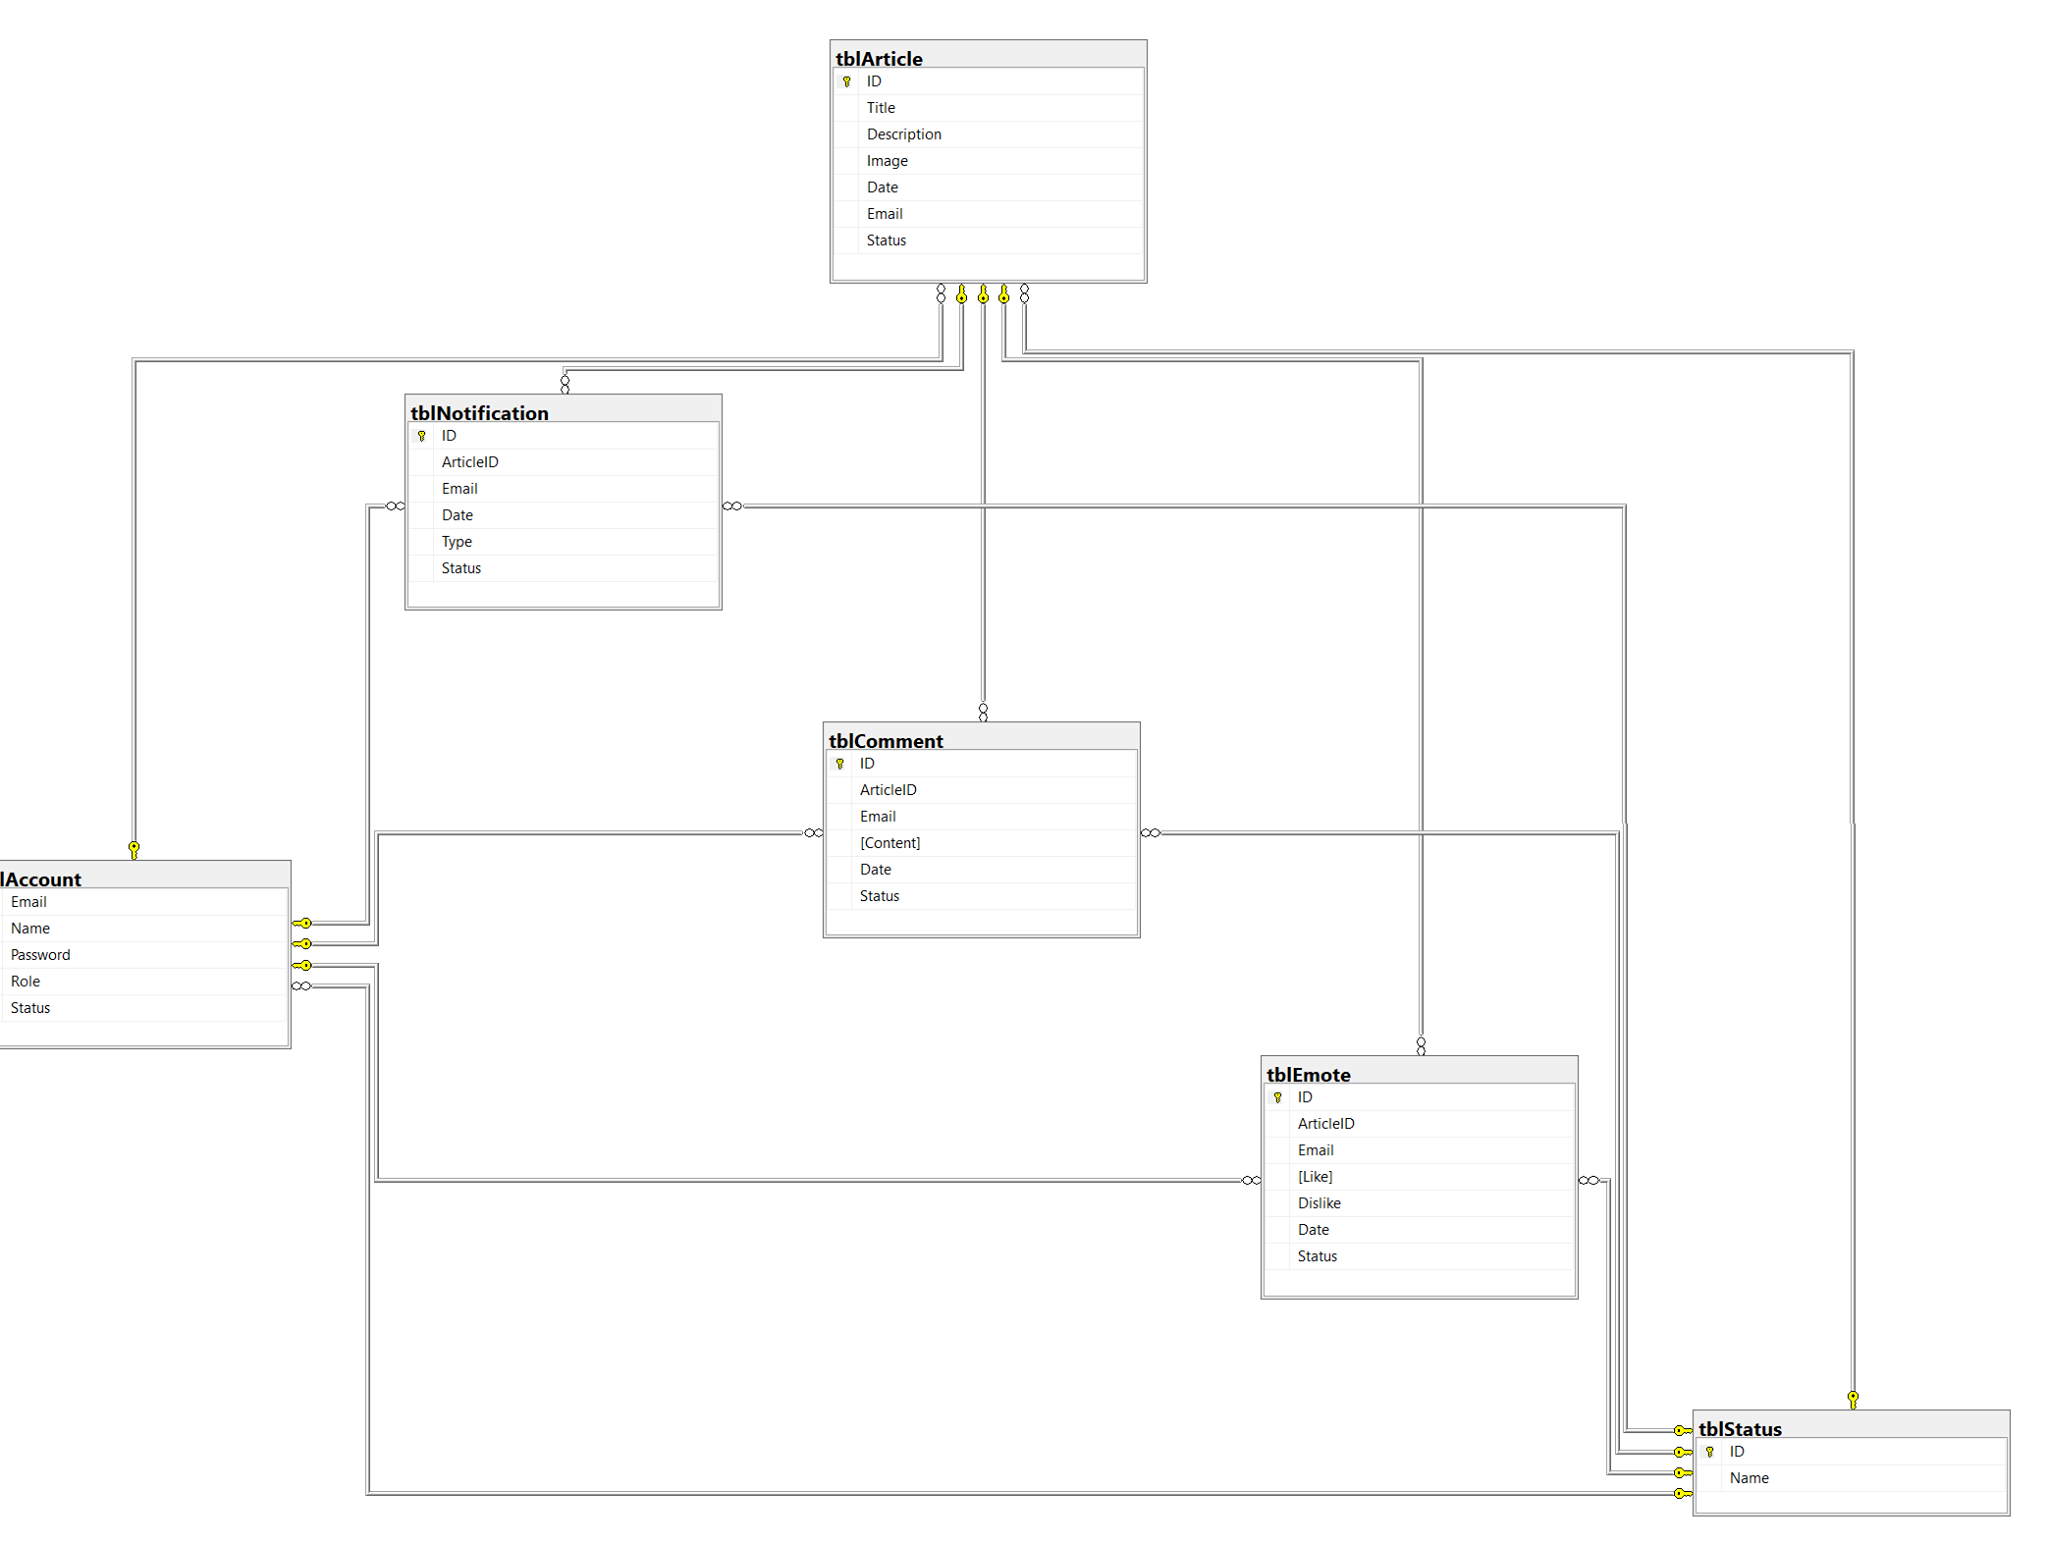 tblArticle
ID
Title
Description
Image
Date
Email
Status
tblNotification
ID
ArticleID
Email
Date
Type
Status
tblComment
ID
ArticleID
Email
[Content]
Date
Status
lAccount
Email
Name
Password
Role
Status
tblEmote
ID
ArticleID
Email
[Like]
Dislike
Date
Status
tblStatus
ID
Name